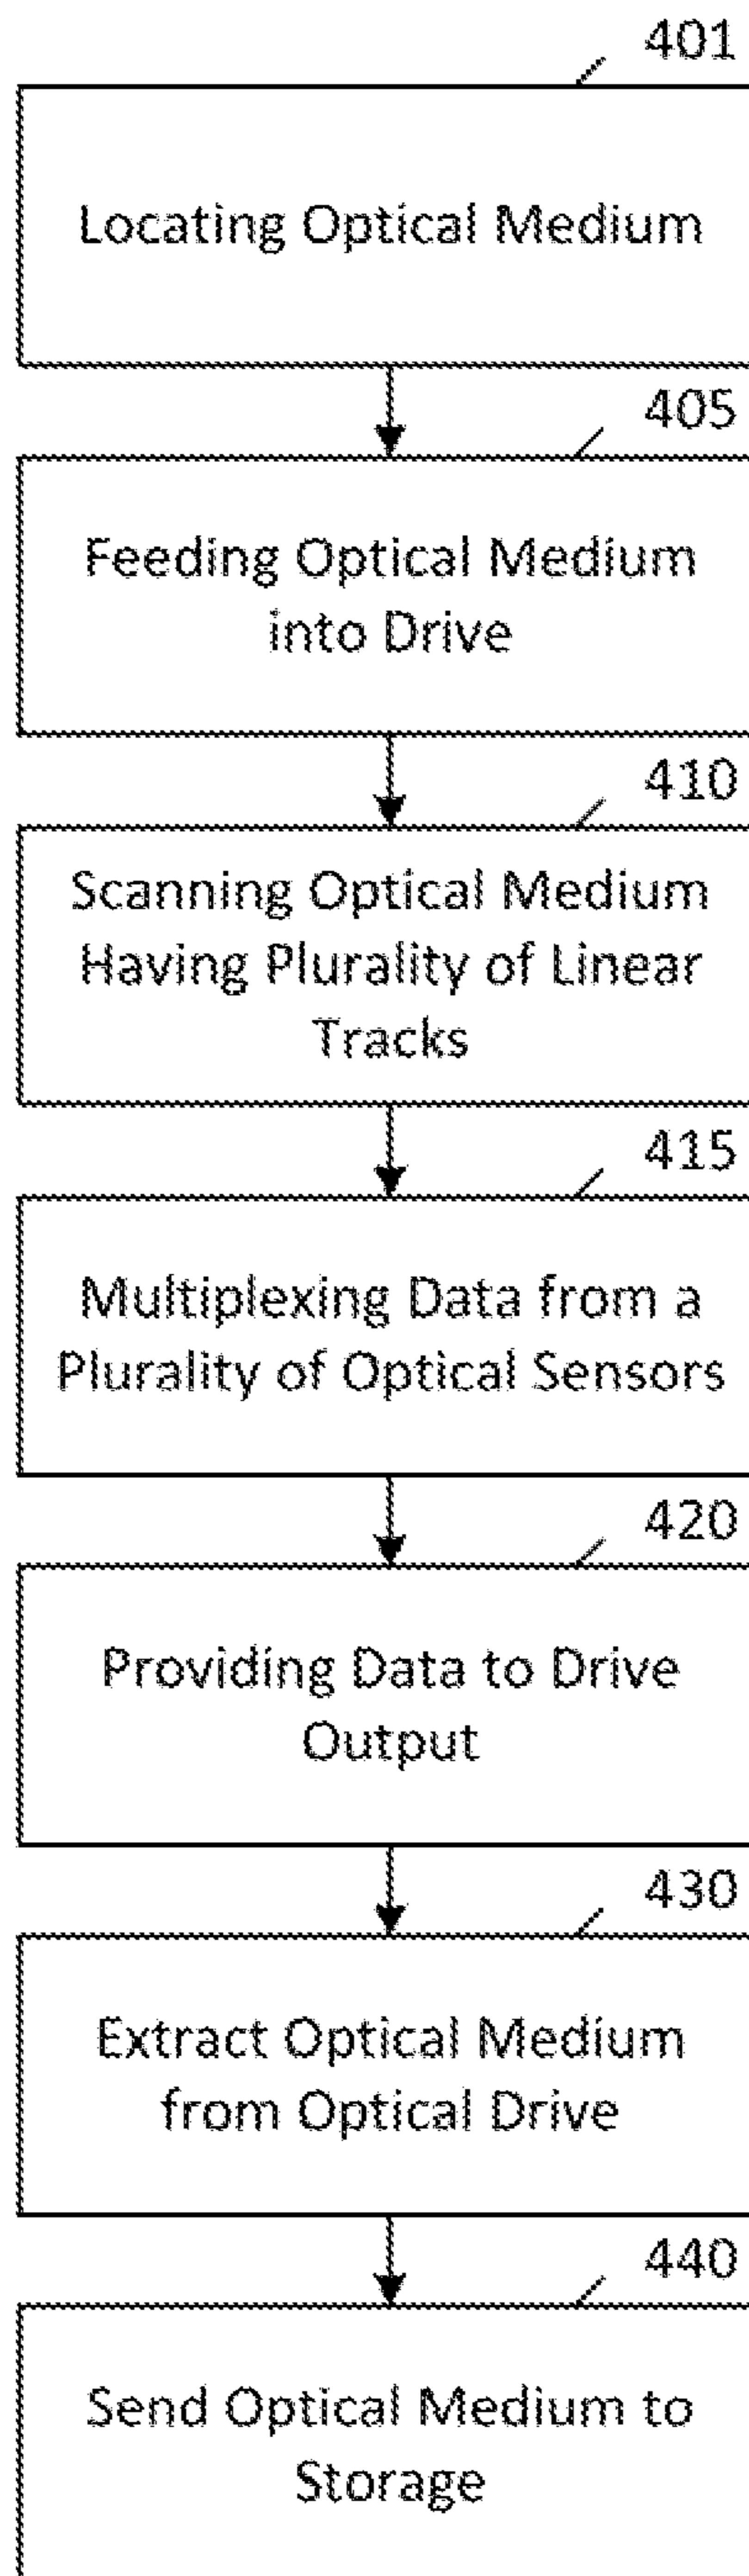 401
Locating Optical Medium
405
Feeding Optical Medium
into Drive
410
Scanning Optical Medium
Having Plurality of Linear
Tracks
415
Multiplexing Data from a
Plurality of Optical Sensors
420
Providing Data to Drive
Output
430
Extract Optical Medium
from Optical Drive
440
Send Optical Medium to
Storage